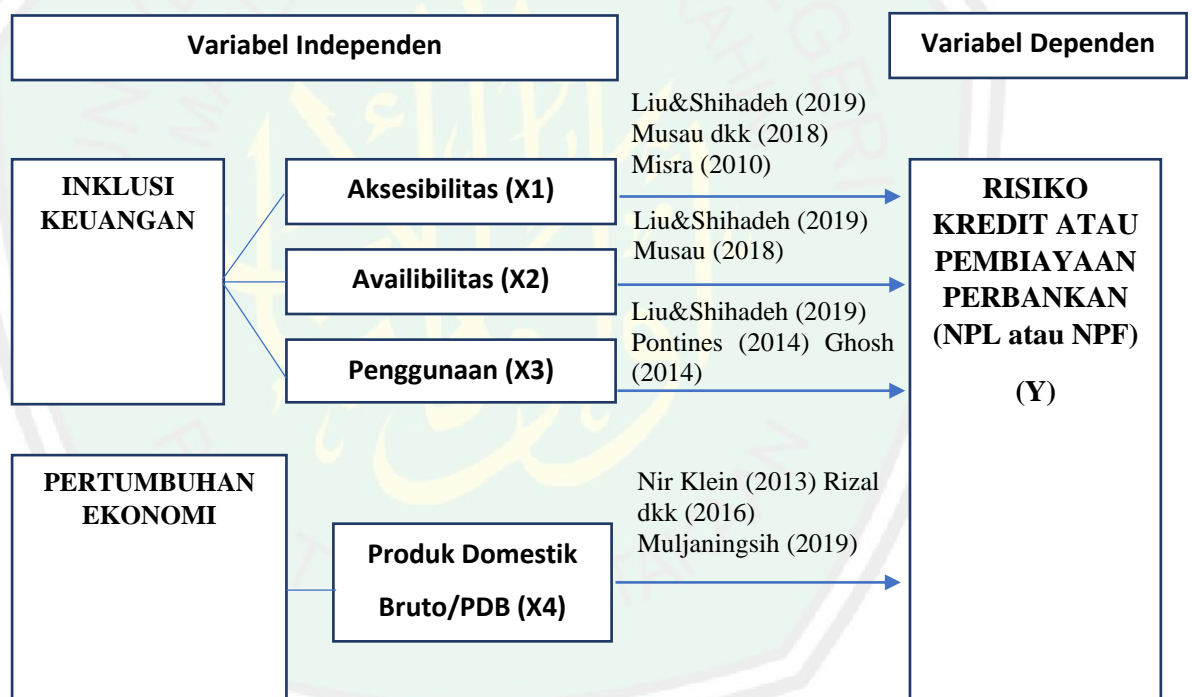 Variabel Independen
Variabel Dependen
INKLUSI
KEUANGAN
Aksesibilitas (X1)
Liu&Shihadeh (2019)
Musau dkk (2018)
Misra (2010)
Availibilitas (X2)
Liu&Shihadeh (2019)
Musau (2018)
Penggunaan (X3)
Liu&Shihadeh (2019)
Pontines (2014) Ghosh
(2014)
RISIKO
KREDIT ATAU
PEMBIAYAAN
PERBANKAN
(NPL atau NPF)
(Y)
PERTUMBUHAN
EKONOMI
Produk Domestik
Bruto/PDB (X4)
Nir Klein (2013) Rizal
dkk (2016)
Muljaningsih (2019)